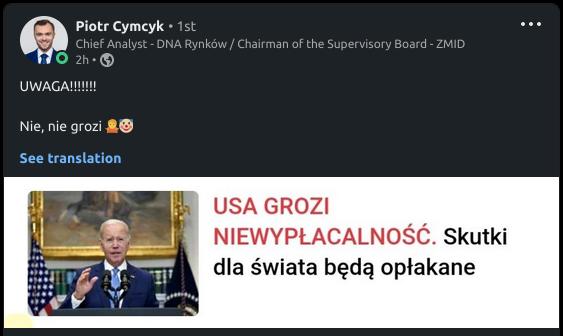 Piotr Cymcyk • 1st
Chief Analyst - DNA Rynków / Chairman of the Supervisory Board - ZMID
2h •
UWAGA!!!!!!!
Nie, nie grozi 🤷🤡
See translation
USA GROZI
NIEWYPŁACALNOŚĆ. Skutki
dla świata będą opłakane